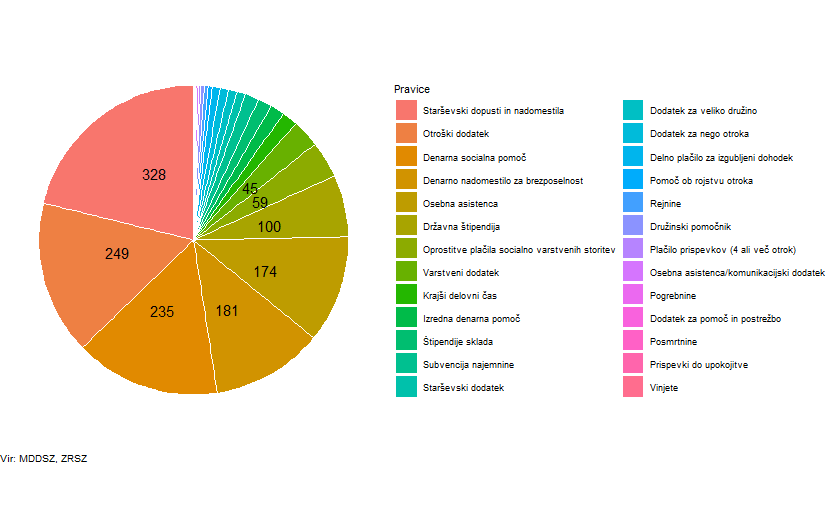 Pravice
Starševski dopusti in nadomestila
Otroški dodatek
Denarna socialna pomoč
Denarno nadomestilo za brezposelnost
Osebna asistenca
Državna štipendija
Oprostitve plačila socialno varstvenih storitev
Varstveni dodatek
Krajši delovni čas
Izredna denarna pomoč
Štipendije sklada
Subvencija najemnine
Starševski dodatek
Dodatek za veliko družino
Dodatek za nego otroka
Delno plačilo za izgubljeni dohodek
Pomoč ob rojstvu otroka
Rejnine
Družinski pomočnik
Plačilo prispevkov (4 ali več otrok)
Osebna asistenca/komunikacijski dodatek
Pogrebnine
Dodatek za pomoč in postrežbo
Posmrtnine
Prispevki do upokojitve
Vinjete
328
45
59
100
249
174
235
181
Vir: MDDSZ, ZRSZ